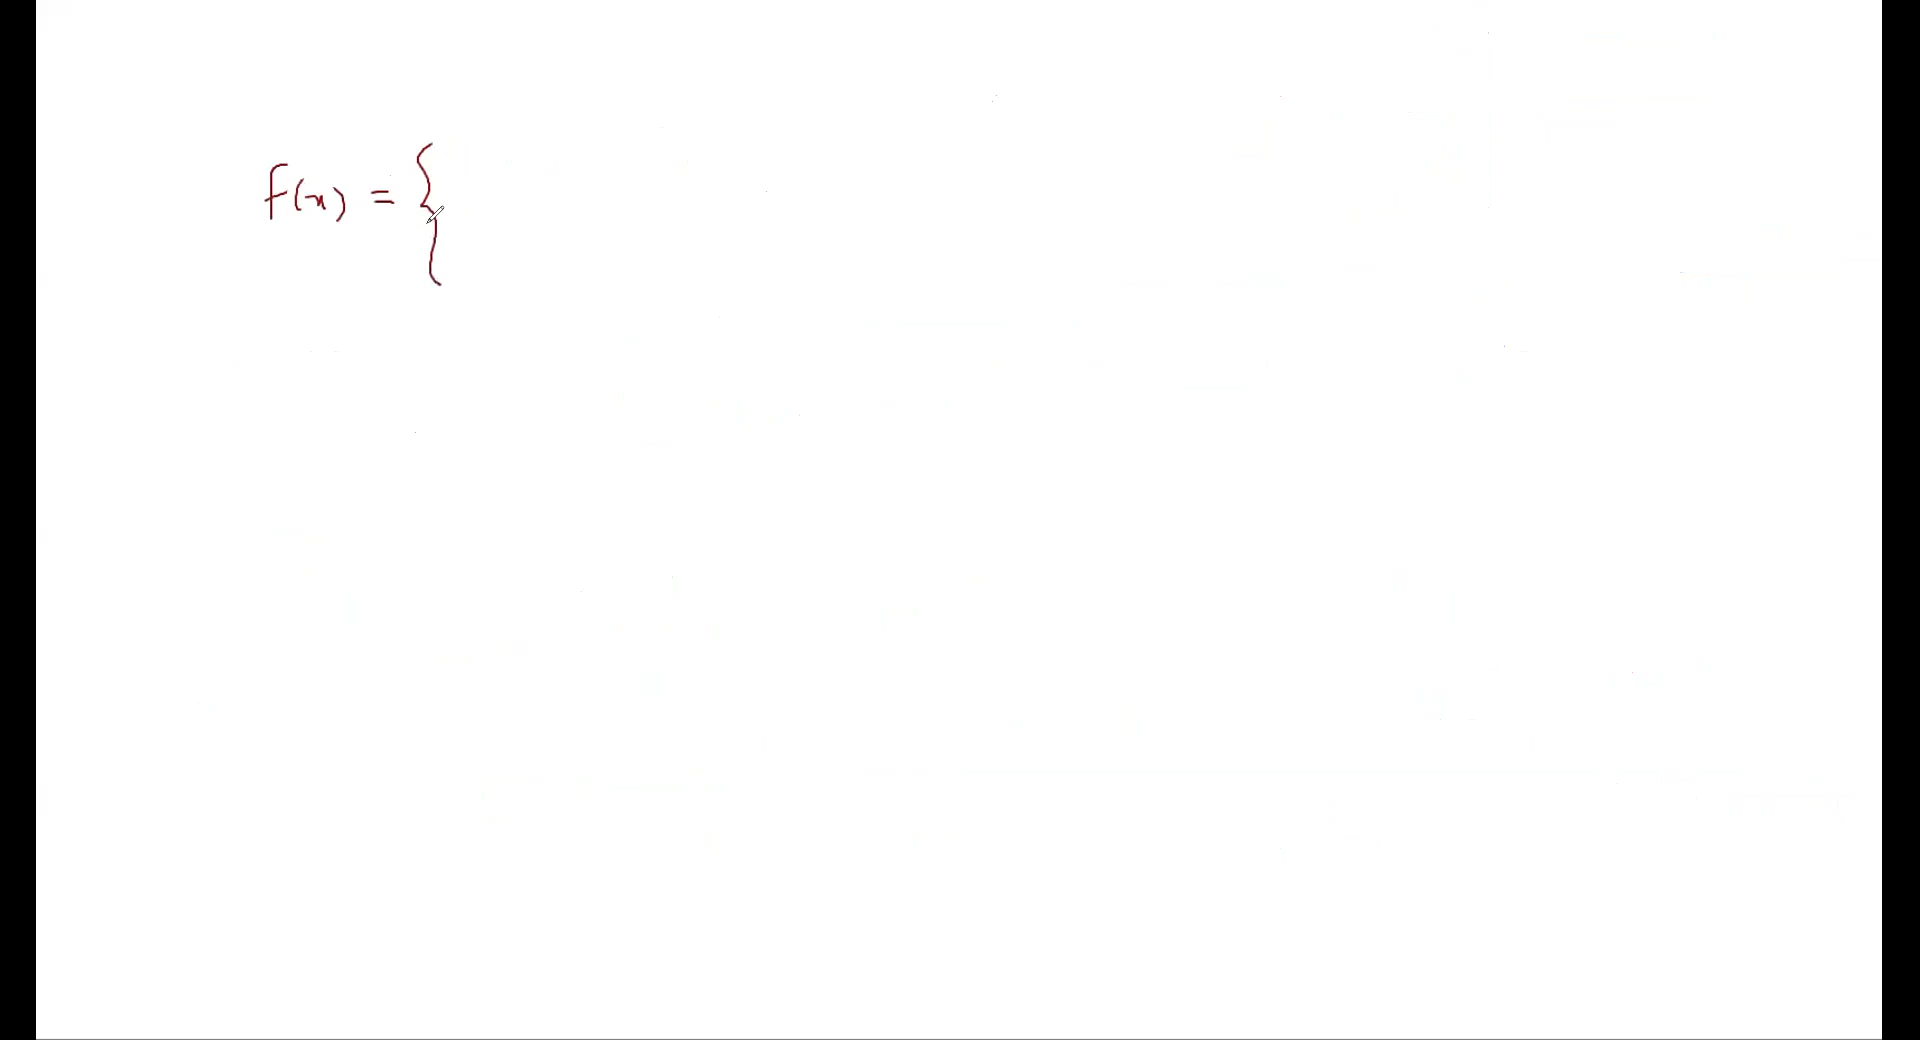 f(x) = {